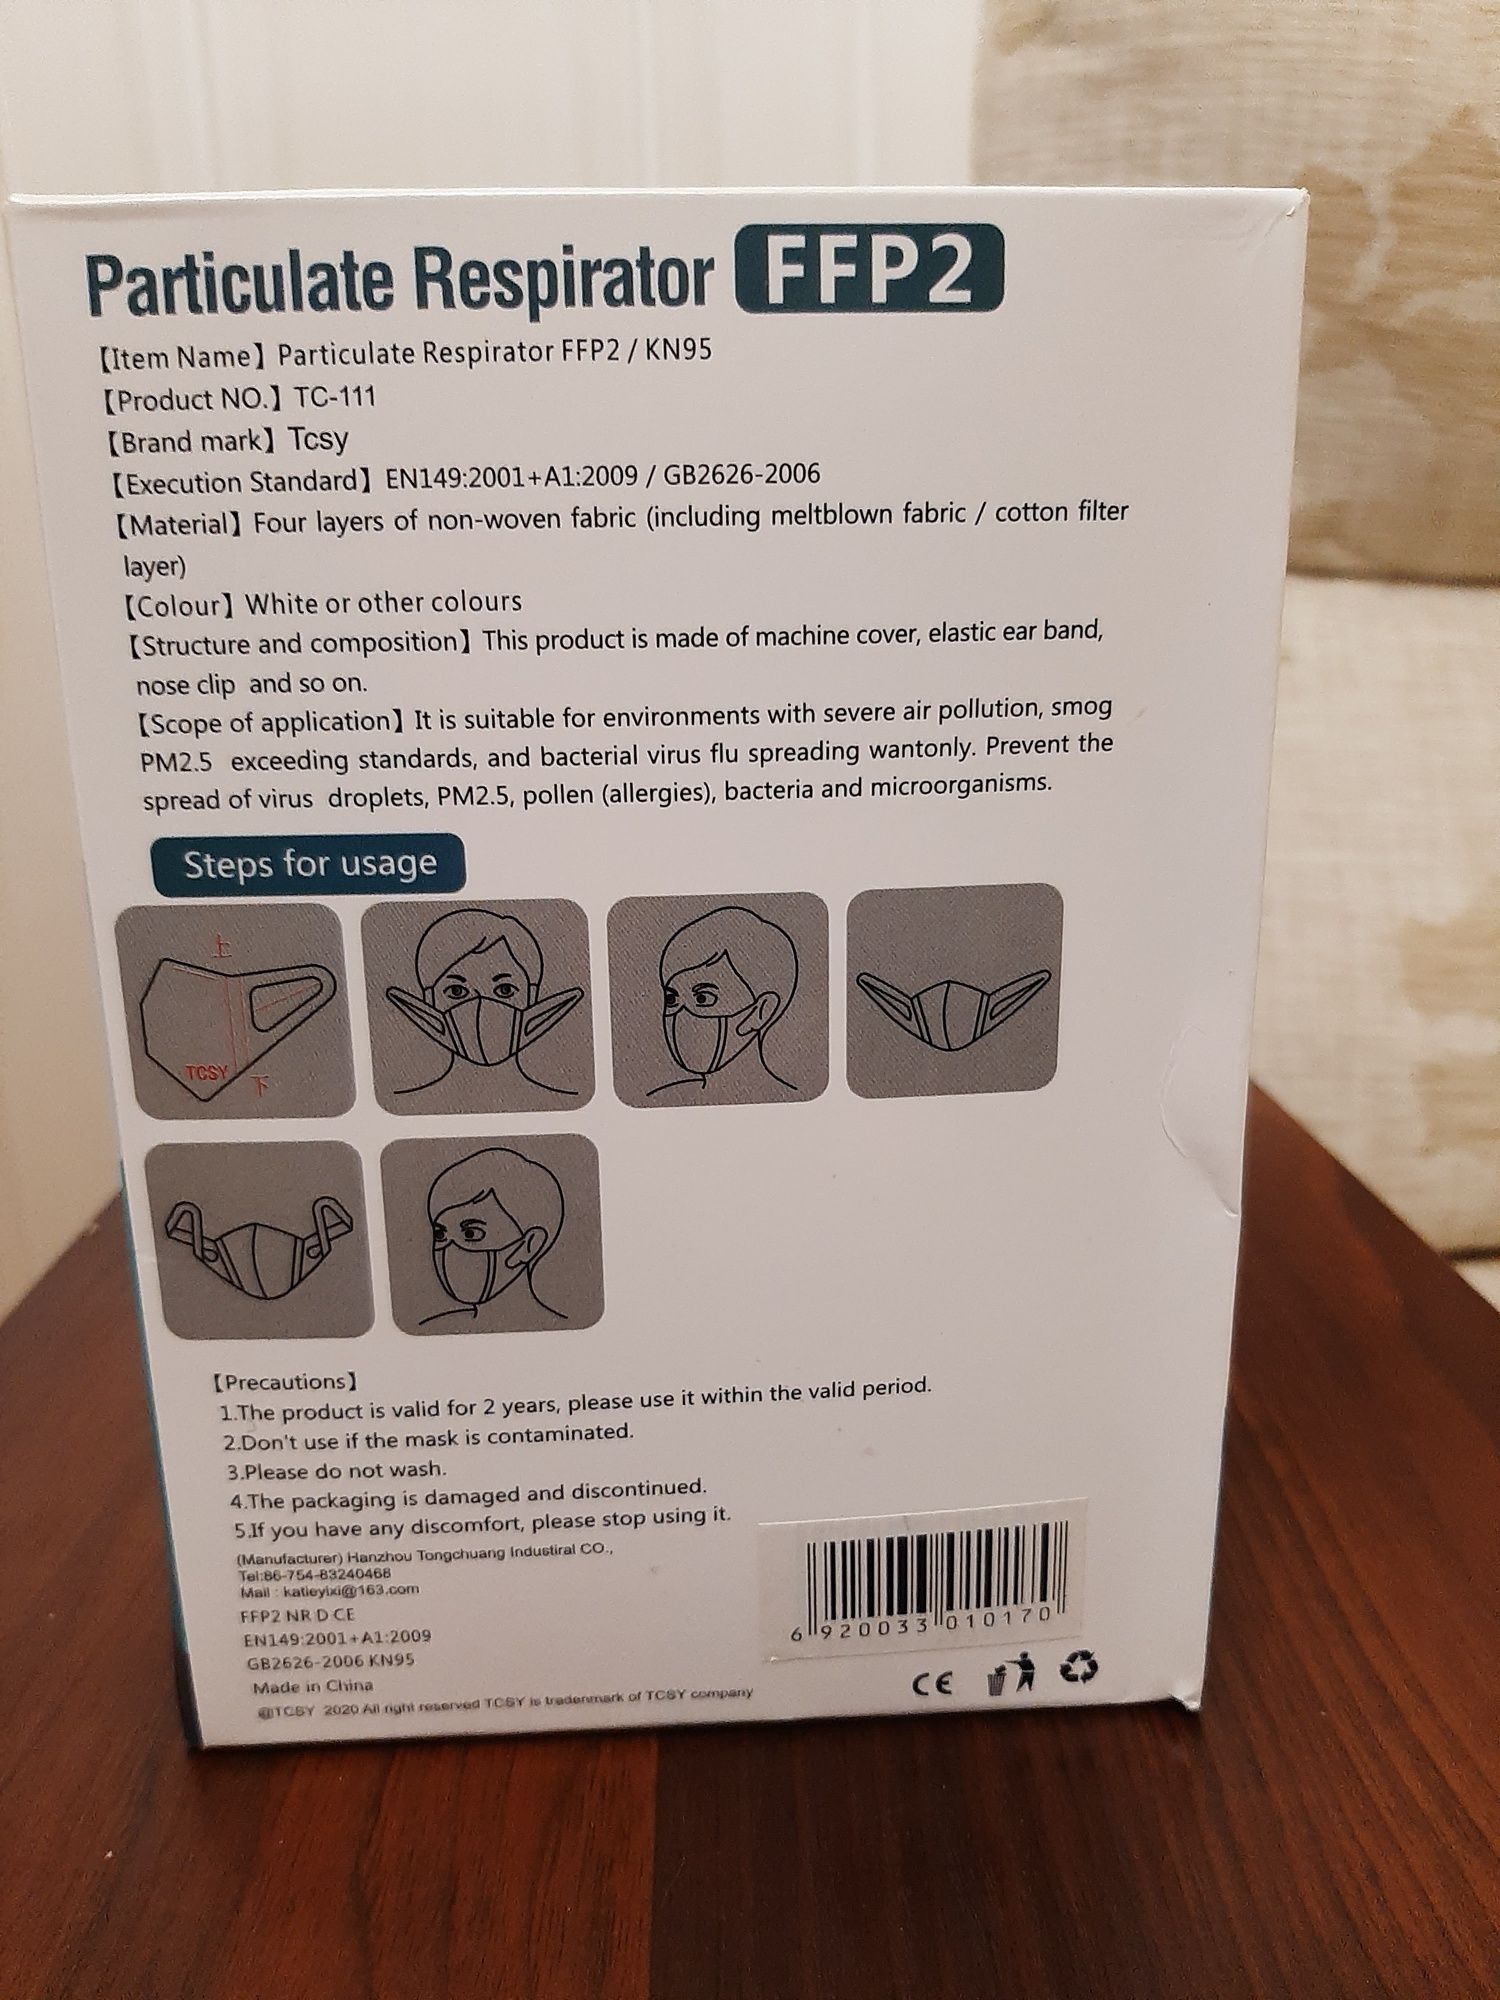 Particulate Respirator FFP2
【Item Name】Particulate Respirator FFP2 / KN95
【Product NO.】TC-111
【Brand mark】Tcsy
【Execution Standard】EN149:2001+A1:2009 / GB2626-2006
【Material】Four layers of non-woven fabric (including meltblown fabric / cotton filter
layer)
【Colour】White or other colours
【Structure and composition】This product is made of machine cover, elastic ear band,
nose clip and so on.
【Scope of application】It is suitable for environments with severe air pollution, smog
PM2.5 exceeding standards, and bacterial virus flu spreading wantonly. Prevent the
spread of virus droplets, PM2.5, pollen (allergies), bacteria and microorganisms.
Steps for usage
上
TCSY
下
【Precautions】
1.The product is valid for 2 years, please use it within the valid period.
2.Don't use if the mask is contaminated.
3.Please do not wash.
4.The packaging is damaged and discontinued.
5.If you have any discomfort, please stop using it.
(Manufacturer) Hanzhou Tongchuang Industiral CO.,
Tel:86-754-83240468
Mail : katieyixi@163.com
FFP2 NR D CE
EN149:2001+A1:2009
GB2626-2006 KN95
Made in China
@TCSY 2020 All right reserved TCSY is tradenmark of TCSY company
6 920033 010170
CE